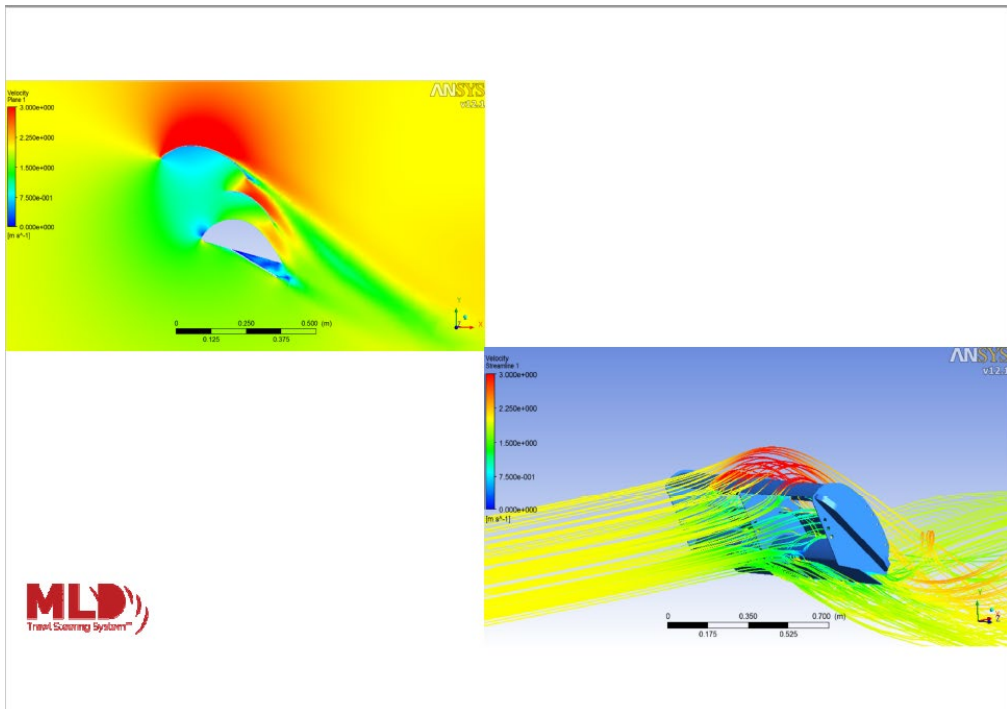 Velocity
Plane 1
3.000e+000
2.250e+000
1.500e+000
7.500e-001
0.000e+000
[m s^-1]
ANSYS
v12.1
0 0.250 0.500 (m)
0.125 0.375
Y
X
Velocity
Streamline 1
3.000e+000
2.250e+000
1.500e+000
7.500e-001
0.000e+000
[m s^-1]
ANSYS
v12.1
0 0.350 0.700 (m)
0.175 0.525
Y
Z
MLD
Trawl Steering System™